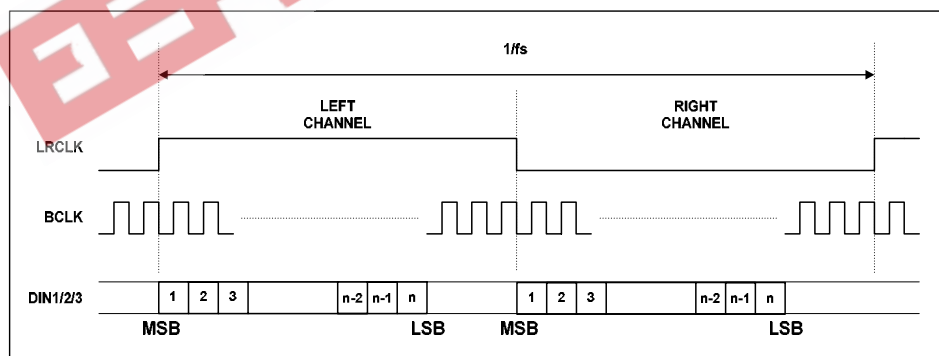 1/fs
LEFT
CHANNEL
RIGHT
CHANNEL
LRCLK
BCLK
DIN1/2/3
1 2 3 n-2 n-1 n 1 2 3 n-2 n-1 n
MSB LSB MSB LSB